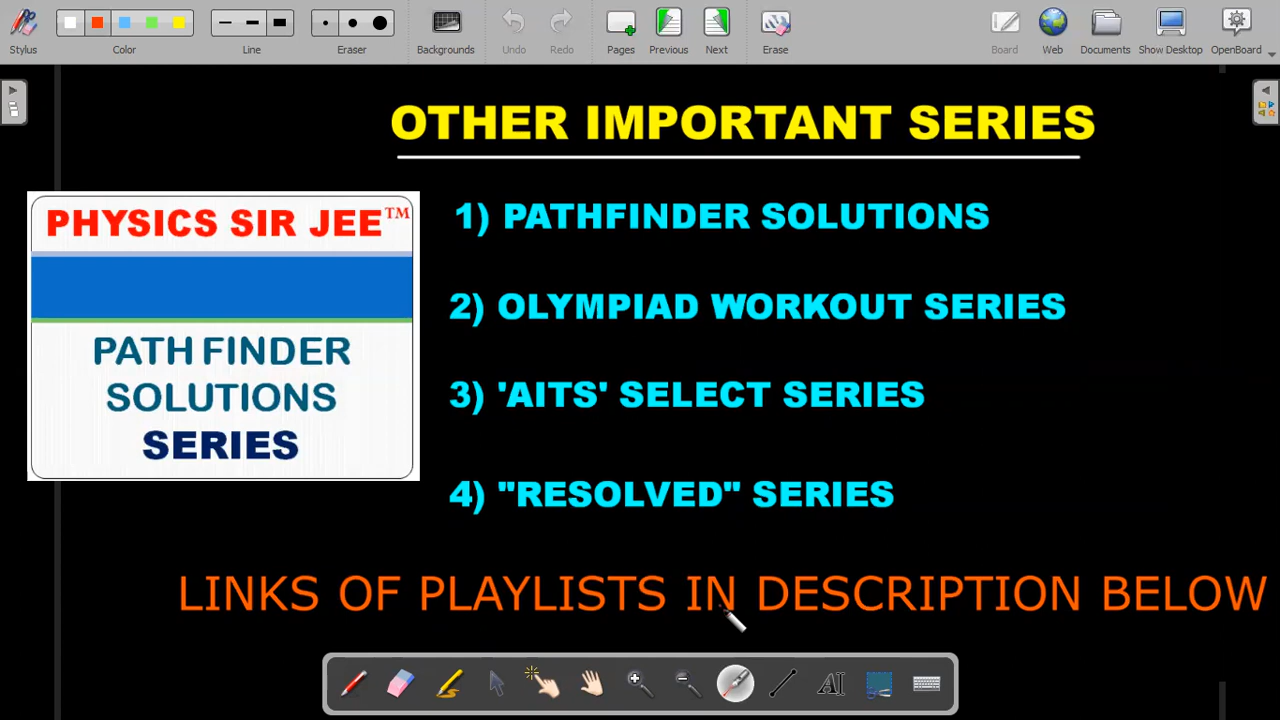 Stylus Color Line Eraser Backgrounds Undo Redo Pages Previous Next Erase Board Web Documents Show Desktop OpenBoard
OTHER IMPORTANT SERIES
PHYSICS SIR JEE™
PATH FINDER
SOLUTIONS
SERIES
1) PATHFINDER SOLUTIONS
2) OLYMPIAD WORKOUT SERIES
3) 'AITS' SELECT SERIES
4) "RESOLVED" SERIES
LINKS OF PLAYLISTS IN DESCRIPTION BELOW